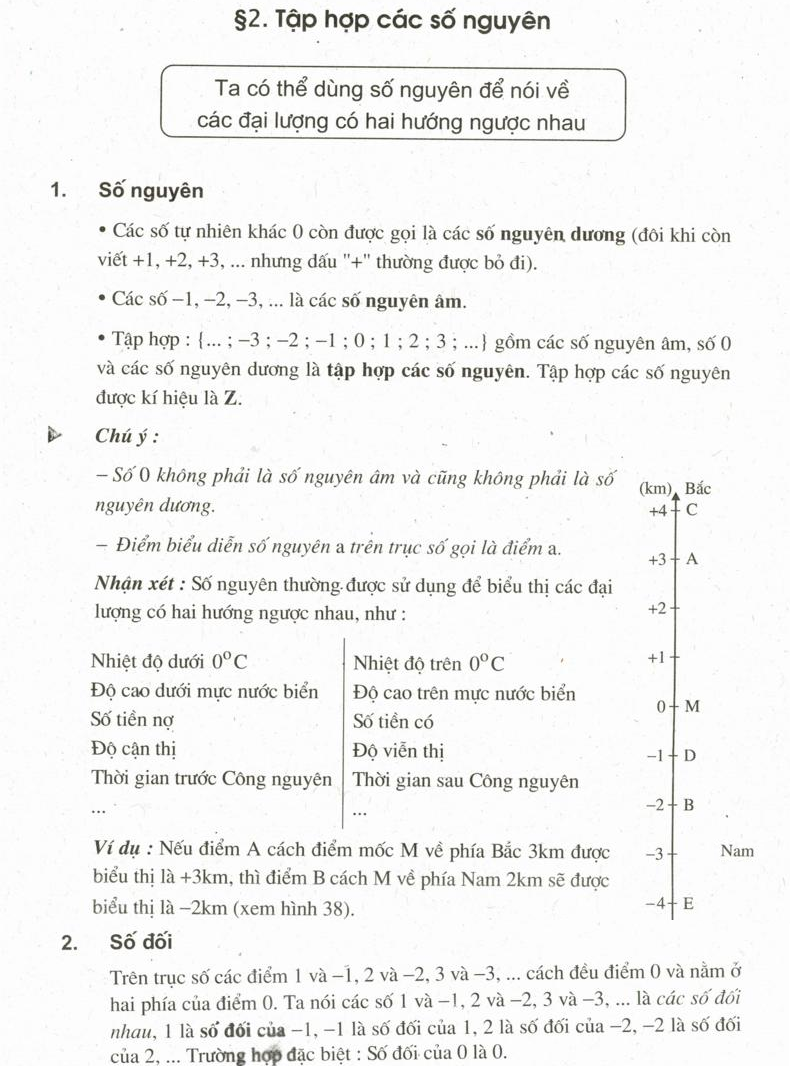 §2. Tập hợp các số nguyên
Ta có thể dùng số nguyên để nói về
các đại lượng có hai hướng ngược nhau
1. Số nguyên
• Các số tự nhiên khác 0 còn được gọi là các số nguyên dương (đôi khi còn
viết +1, +2, +3, ... nhưng dấu "+" thường được bỏ đi).
• Các số −1, −2, −3, ... là các số nguyên âm.
• Tập hợp : {... ; −3 ; −2 ; −1 ; 0 ; 1 ; 2 ; 3 ; ...} gồm các số nguyên âm, số 0
và các số nguyên dương là tập hợp các số nguyên. Tập hợp các số nguyên
được kí hiệu là Z.
Chú ý :
− Số 0 không phải là số nguyên âm và cũng không phải là số
nguyên dương.
− Điểm biểu diễn số nguyên a trên trục số gọi là điểm a.
Nhận xét : Số nguyên thường được sử dụng để biểu thị các đại
lượng có hai hướng ngược nhau, như :
Nhiệt độ dưới 0°C
Độ cao dưới mực nước biển
Số tiền nợ
Độ cận thị
Thời gian trước Công nguyên
...
Nhiệt độ trên 0°C
Độ cao trên mực nước biển
Số tiền có
Độ viễn thị
Thời gian sau Công nguyên
...
Ví dụ : Nếu điểm A cách điểm mốc M về phía Bắc 3km được
biểu thị là +3km, thì điểm B cách M về phía Nam 2km sẽ được
biểu thị là −2km (xem hình 38).
(km) Bắc
+4 C
+3 A
+2
+1
0 M
−1 D
−2 B
−3 Nam
−4 E
2. Số đối
Trên trục số các điểm 1 và −1, 2 và −2, 3 và −3, ... cách đều điểm 0 và nằm ở
hai phía của điểm 0. Ta nói các số 1 và −1, 2 và −2, 3 và −3, ... là các số đối
nhau, 1 là số đối của −1, −1 là số đối của 1, 2 là số đối của −2, −2 là số đối
của 2, ... Trường hợp đặc biệt : Số đối của 0 là 0.